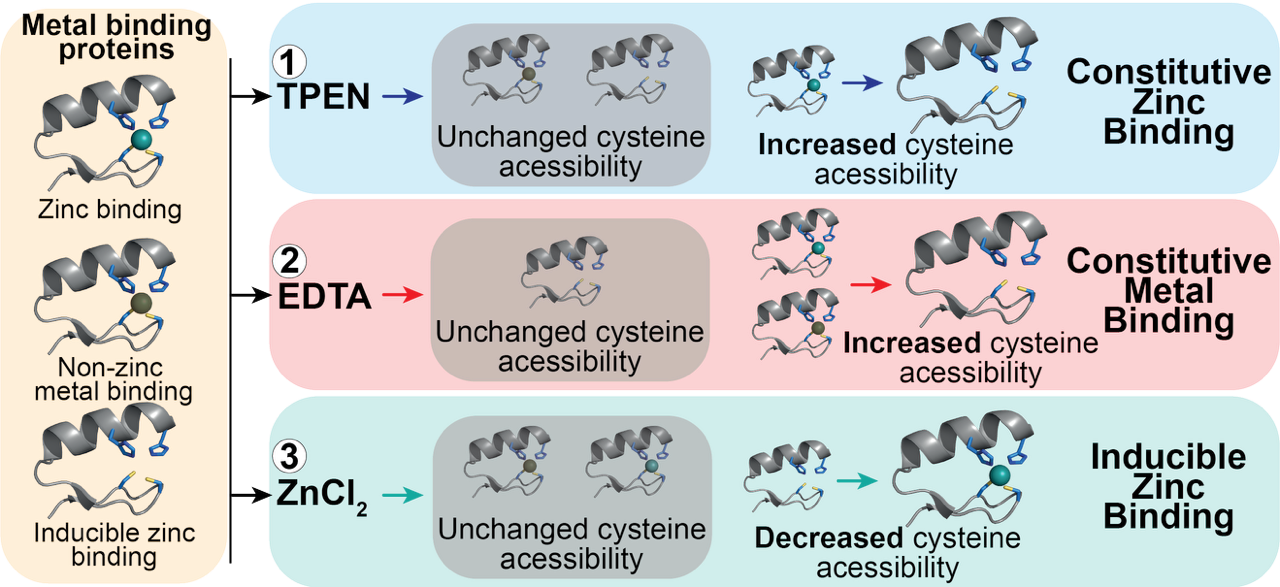 Metal binding
proteins
Zinc binding
Non-zinc
metal binding
Inducible zinc
binding
1
TPEN
Unchanged cysteine
acessibility
Increased cysteine
acessibility
Constitutive
Zinc
Binding
2
EDTA
Unchanged cysteine
acessibility
Increased cysteine
acessibility
Constitutive
Metal
Binding
3
ZnCl₂
Unchanged cysteine
acessibility
Decreased cysteine
acessibility
Inducible
Zinc
Binding